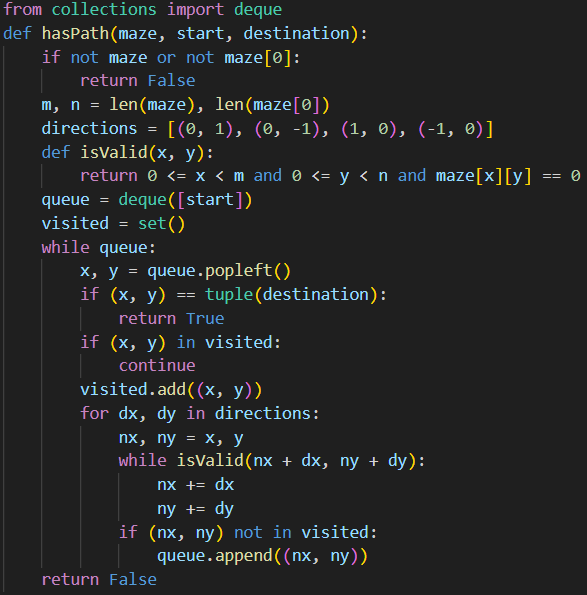 from collections import deque
def hasPath(maze, start, destination):
    if not maze or not maze[0]:
        return False
    m, n = len(maze), len(maze[0])
    directions = [(0, 1), (0, -1), (1, 0), (-1, 0)]
    def isValid(x, y):
        return 0 <= x < m and 0 <= y < n and maze[x][y] == 0
    queue = deque([start])
    visited = set()
    while queue:
        x, y = queue.popleft()
        if (x, y) == tuple(destination):
            return True
        if (x, y) in visited:
            continue
        visited.add((x, y))
        for dx, dy in directions:
            nx, ny = x, y
            while isValid(nx + dx, ny + dy):
                nx += dx
                ny += dy
            if (nx, ny) not in visited:
                queue.append((nx, ny))
    return False